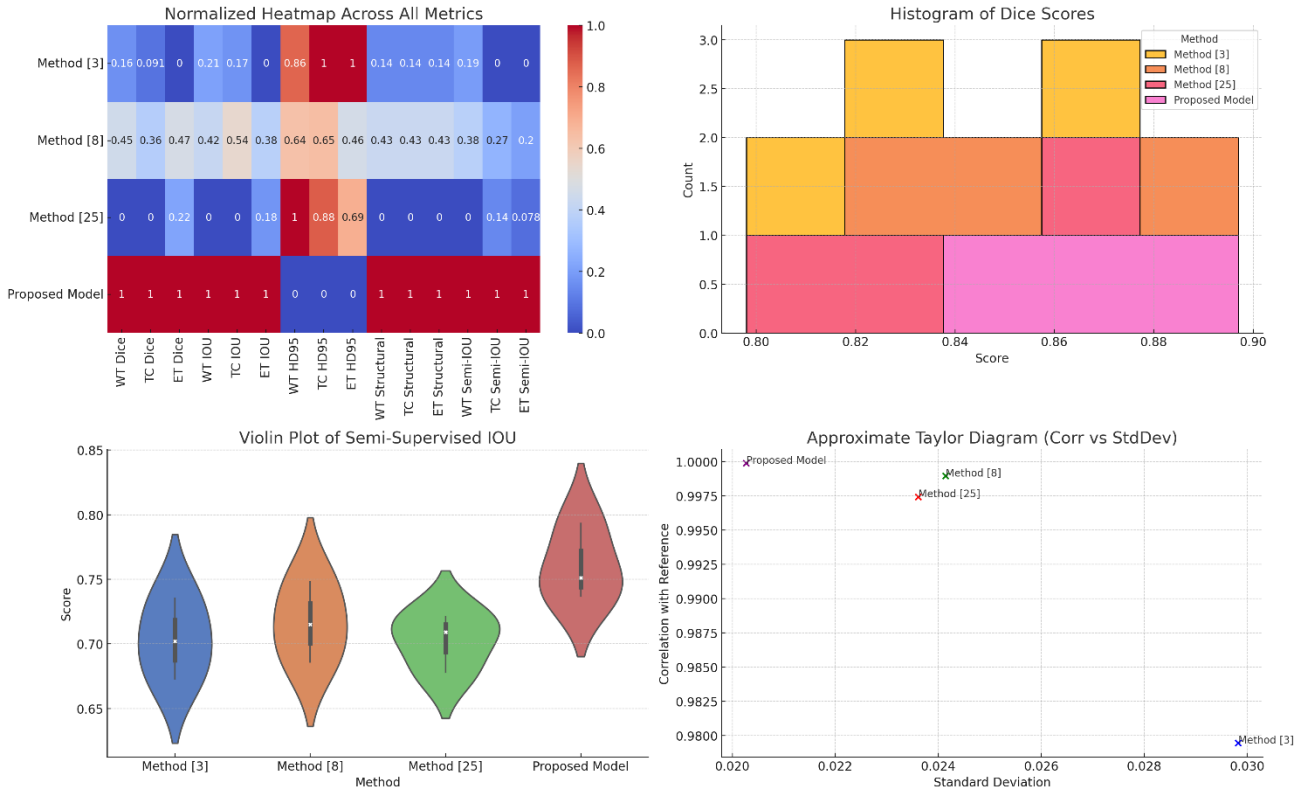 Normalized Heatmap Across All Metrics
Method [3]
Method [8]
Method [25]
Proposed Model
0.16 0.091 0 0.21 0.17 0 0.86 1 1 0.14 0.14 0.14 0.19 0 0
0.45 0.36 0.47 0.42 0.54 0.38 0.64 0.65 0.46 0.43 0.43 0.43 0.38 0.27 0.2
0 0 0.22 0 0 0.18 1 0.88 0.69 0 0 0 0 0.14 0.078
1 1 1 1 1 1 0 0 0 1 1 1 1 1 1
WT Dice
TC Dice
ET Dice
WT IOU
TC IOU
ET IOU
WT HD95
TC HD95
ET HD95
WT Structural
TC Structural
ET Structural
WT Semi-IOU
TC Semi-IOU
ET Semi-IOU
1.0
0.8
0.6
0.4
0.2
0.0
Histogram of Dice Scores
Method
Method [3]
Method [8]
Method [25]
Proposed Model
Count
3.0
2.5
2.0
1.5
1.0
0.5
0.0
0.80 0.82 0.84 0.86 0.88 0.90
Score
Violin Plot of Semi-Supervised IOU
Score
0.85
0.80
0.75
0.70
0.65
Method [3] Method [8] Method [25] Proposed Model
Method
Approximate Taylor Diagram (Corr vs StdDev)
Correlation with Reference
1.0000
0.9975
0.9950
0.9925
0.9900
0.9875
0.9850
0.9825
0.9800
Proposed Model
Method [8]
Method [25]
Method [3]
0.020 0.022 0.024 0.026 0.028 0.030
Standard Deviation